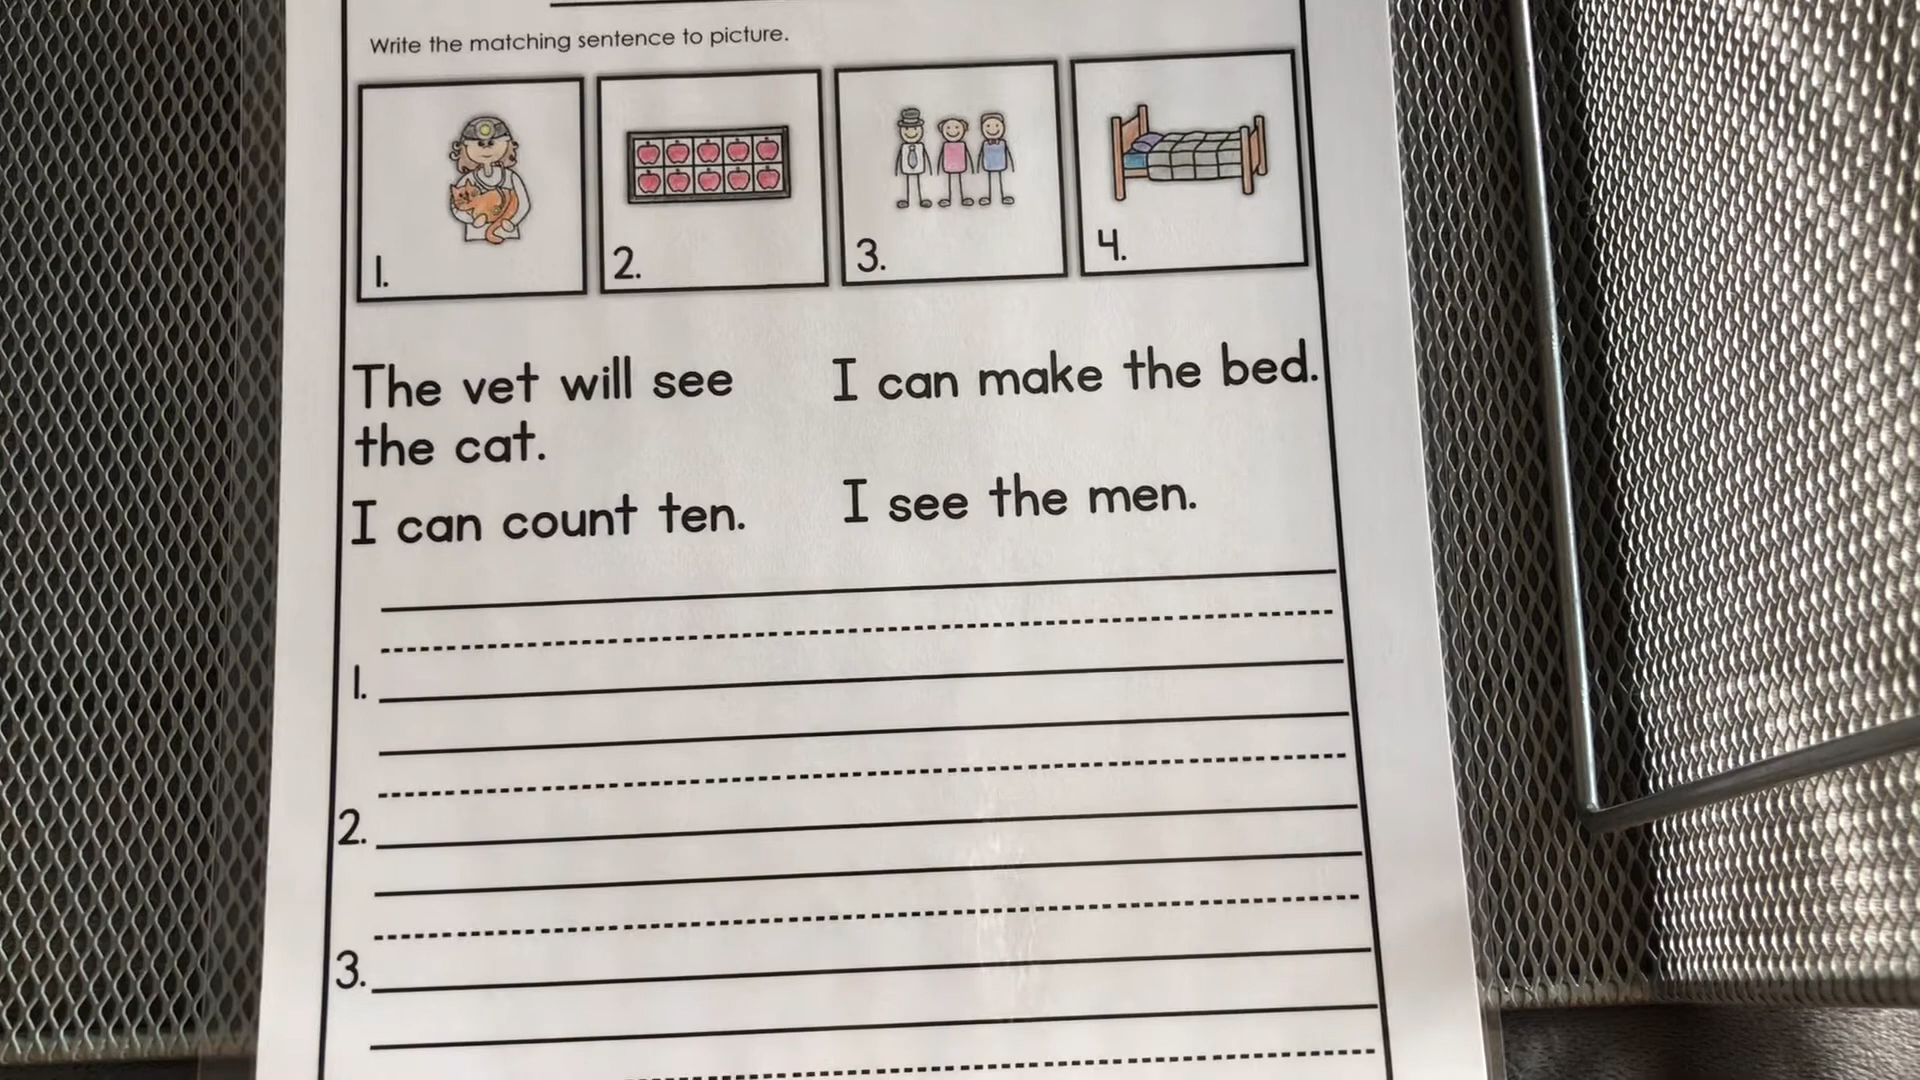 Write the matching sentence to picture.
1.
2.
3.
4.
The vet will see
the cat.
I can make the bed.
I can count ten.
I see the men.
1.
2.
3.